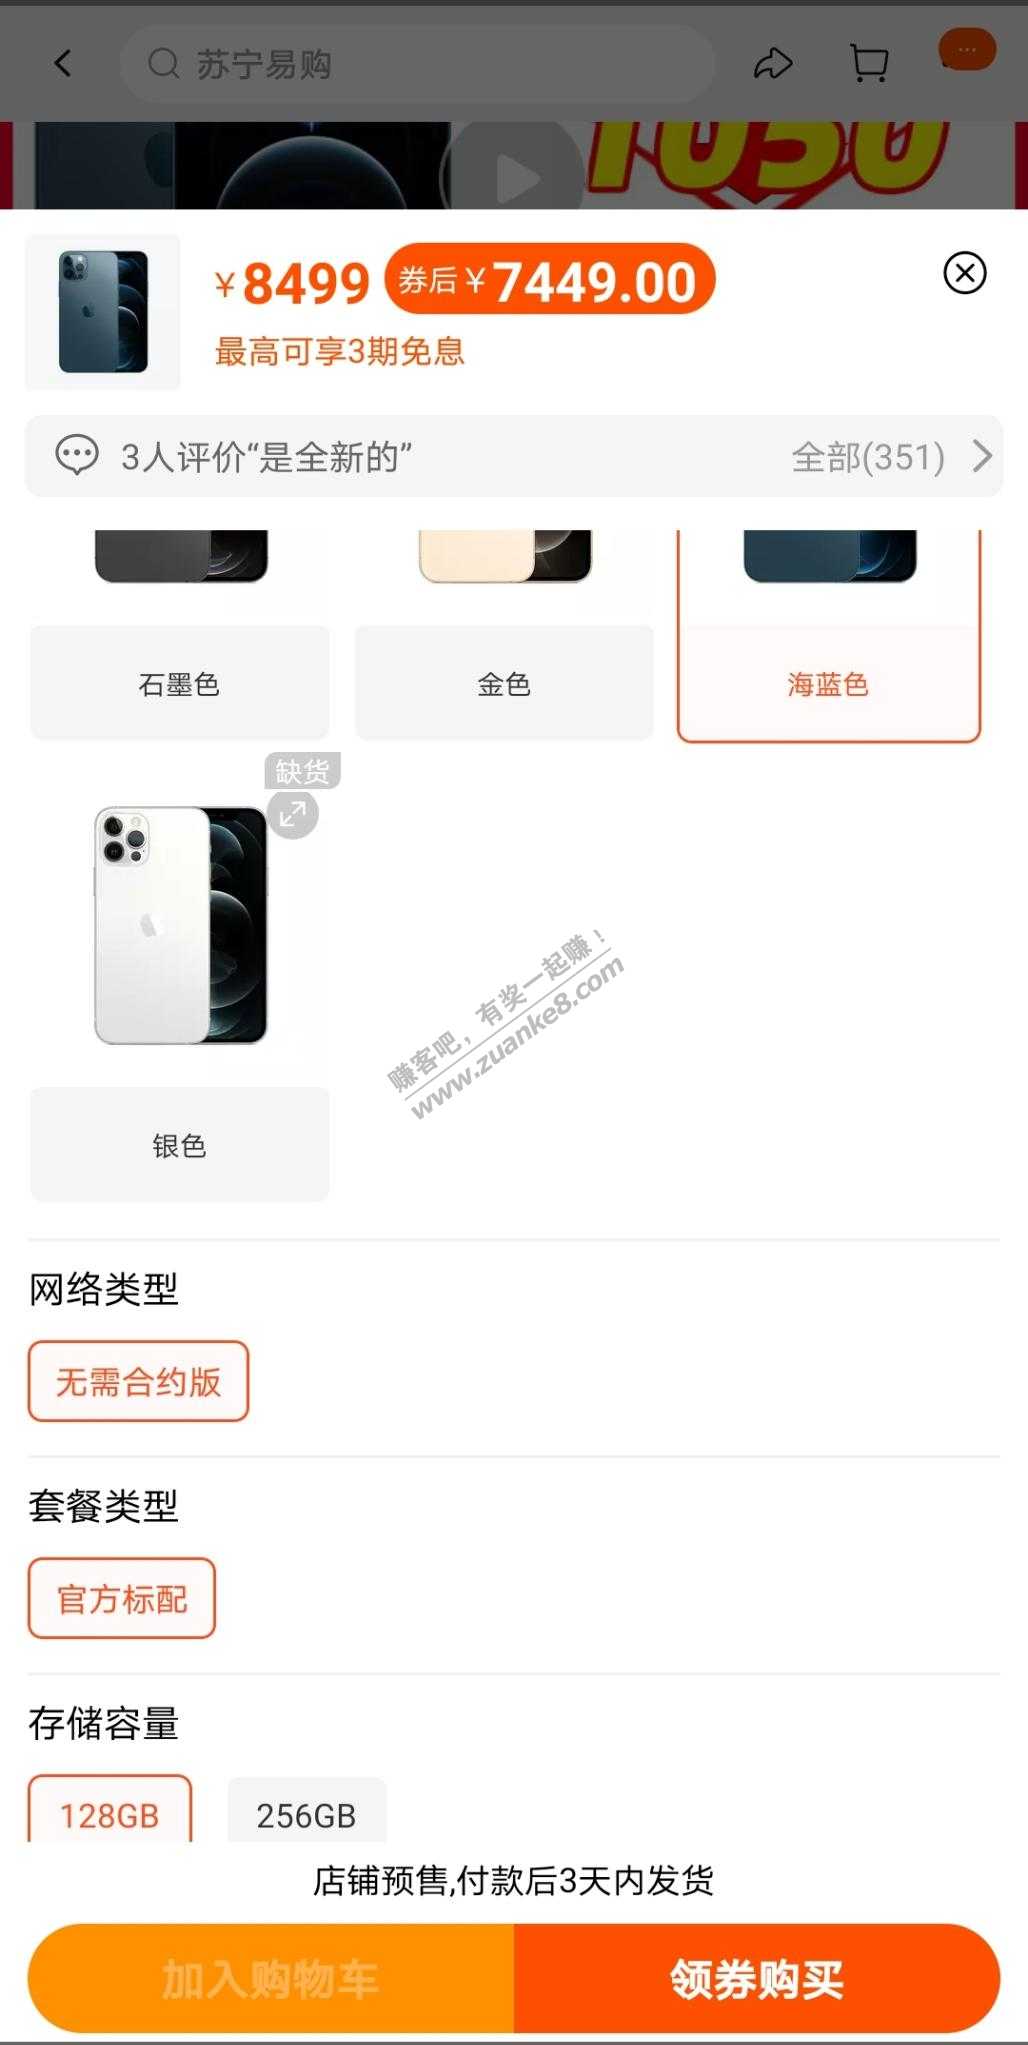 苏宁易购
1050
¥8499 券后¥7449.00
最高可享3期免息
3人评价“是全新的” 全部(351)
石墨色 金色 海蓝色
缺货
银色
赚客吧，有奖一起赚！
www.zuanke8.com
网络类型
无需合约版
套餐类型
官方标配
存储容量
128GB 256GB
店铺预售,付款后3天内发货
加入购物车 领券购买